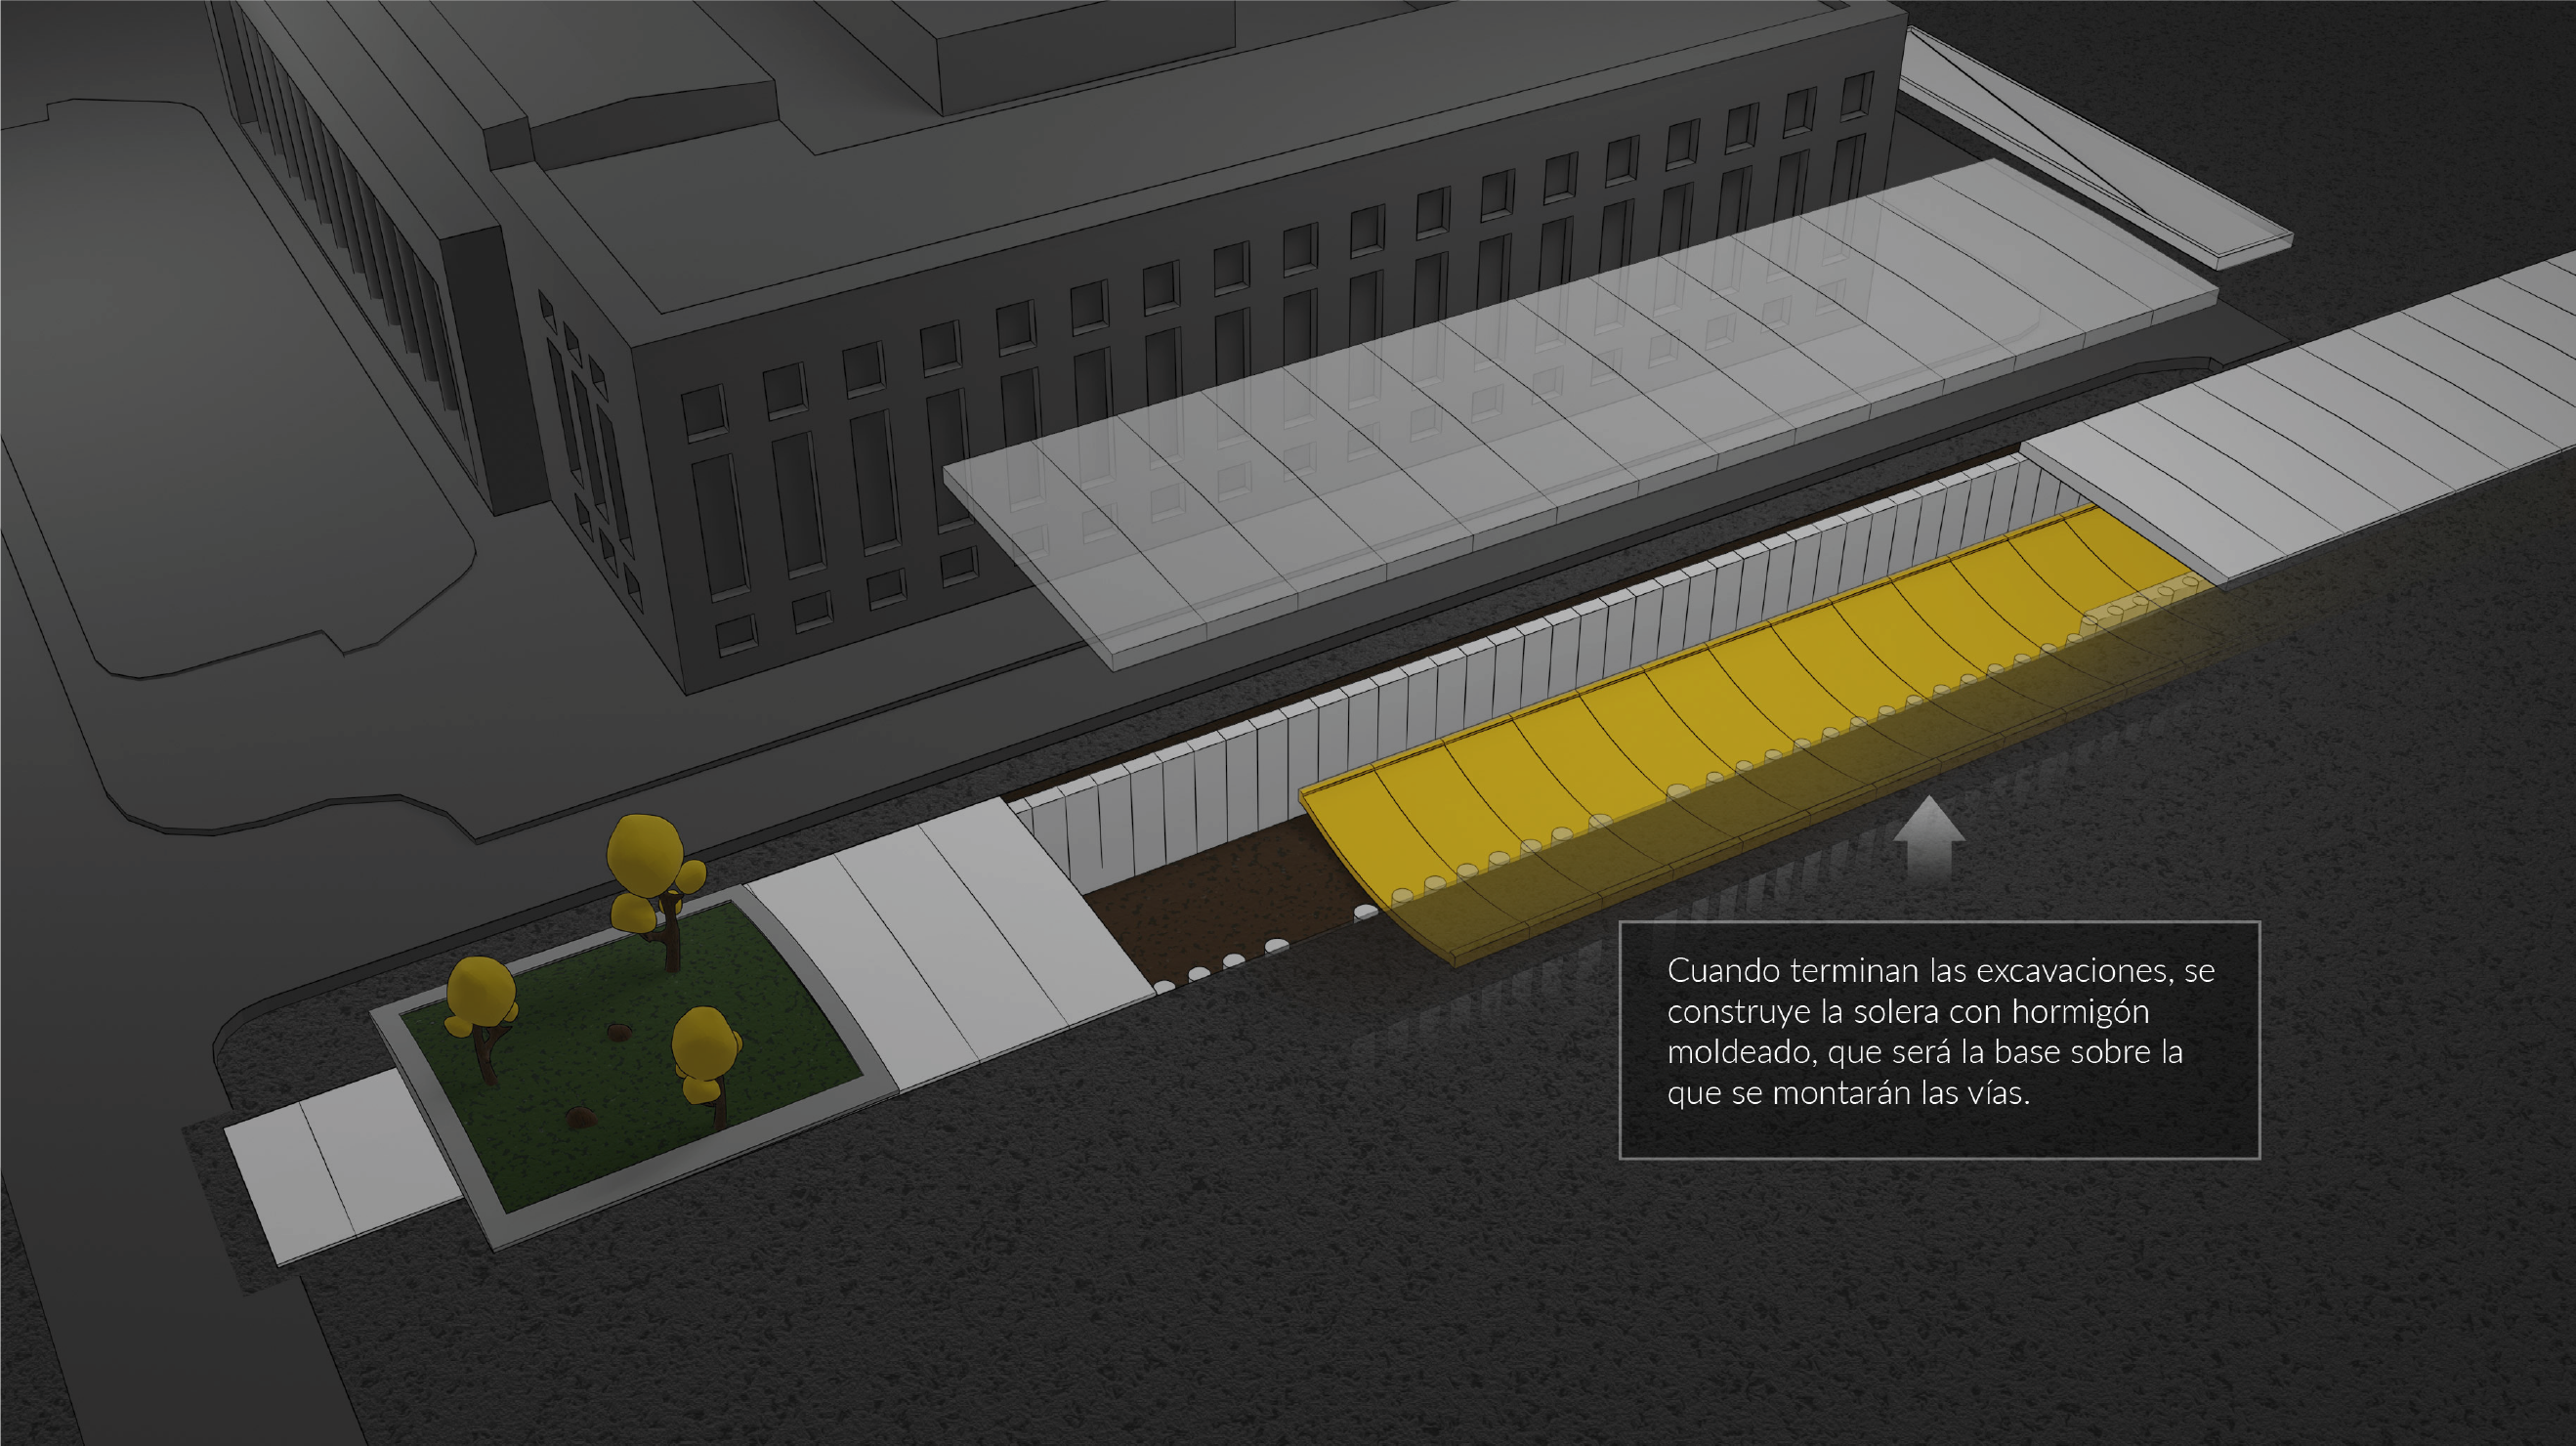 Cuando terminan las excavaciones, se
construye la solera con hormigón
moldeado, que será la base sobre la
que se montarán las vías.